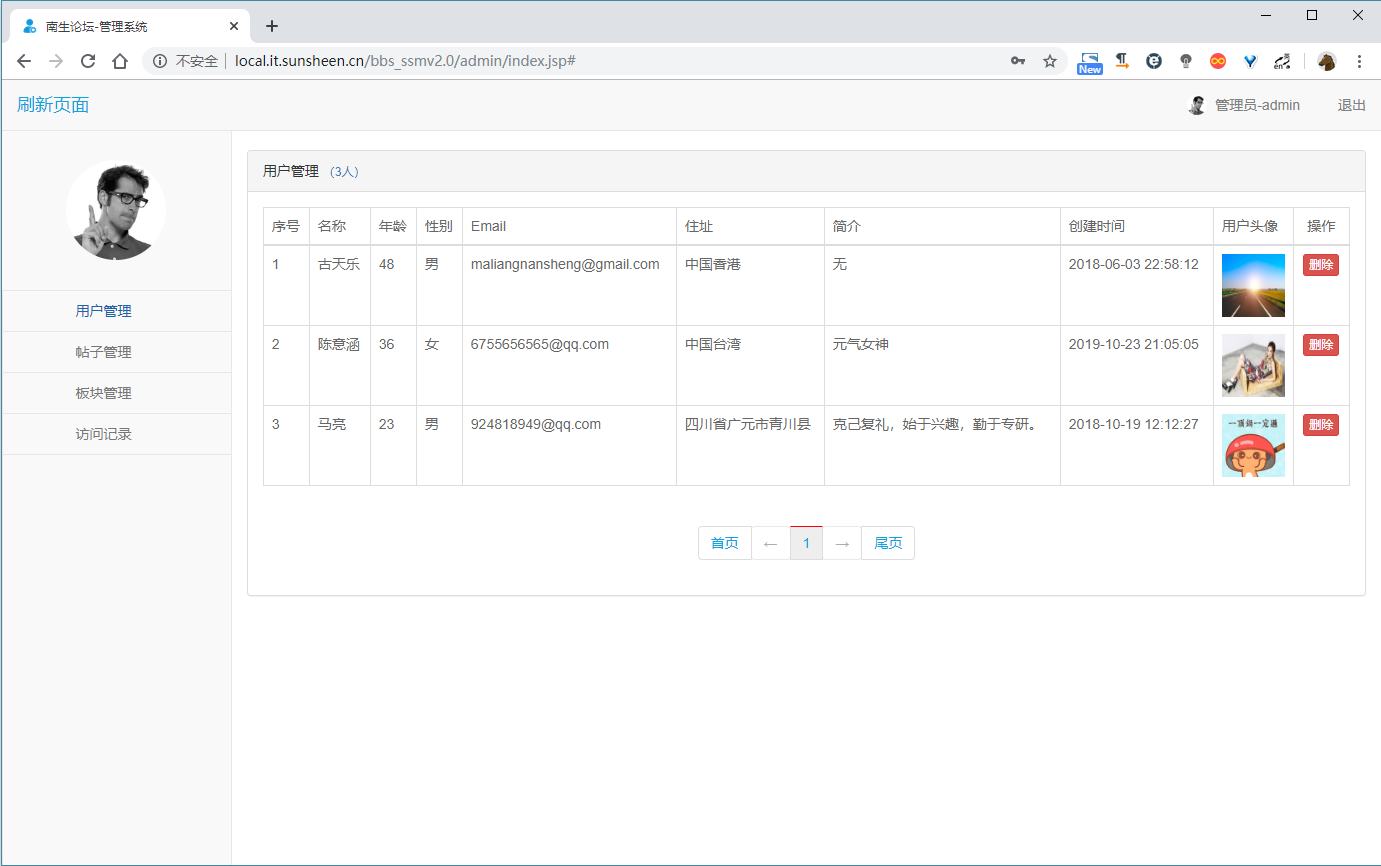 南生论坛-管理系统
不安全 local.it.sunsheen.cn/bbs_ssmv2.0/admin/index.jsp#
New
en
刷新页面 管理员-admin 退出
用户管理 (3人)
序号 名称 年龄 性别 Email 住址 简介 创建时间 用户头像 操作
1 古天乐 48 男 maliangnansheng@gmail.com 中国香港 无 2018-06-03 22:58:12 删除
2 陈意涵 36 女 6755656565@qq.com 中国台湾 元气女神 2019-10-23 21:05:05 删除
3 马亮 23 男 924818949@qq.com 四川省广元市青川县 克己复礼，始于兴趣，勤于专研。 2018-10-19 12:12:27 删除
用户管理
帖子管理
板块管理
访问记录
首页 ← 1 → 尾页